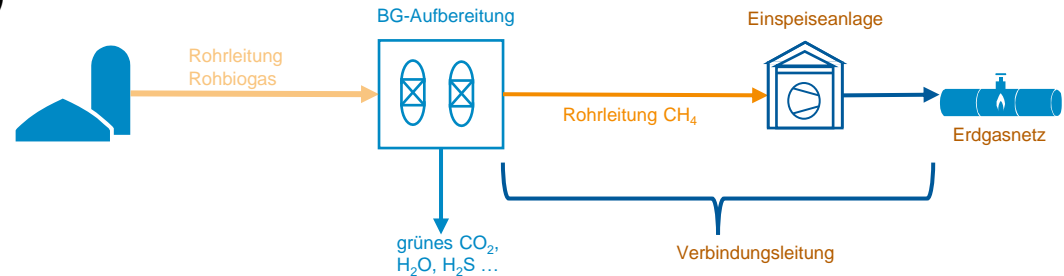 BG-Aufbereitung
Einspeiseanlage
Rohrleitung
Rohbiogas
Rohrleitung CH₄
Erdgasnetz
grünes CO₂,
H₂O, H₂S ...
Verbindungsleitung